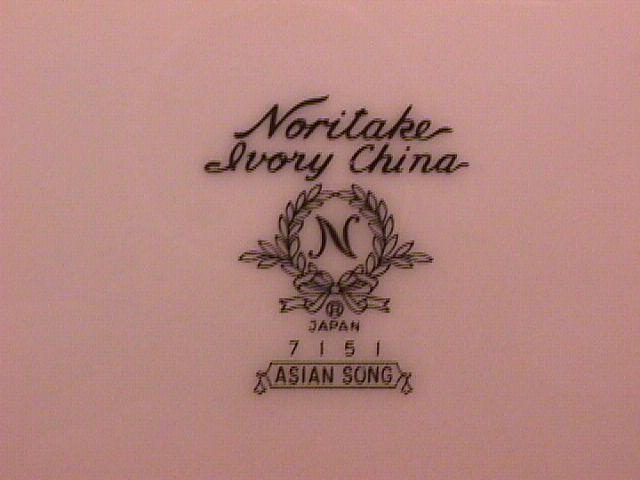 Noritake
Ivory China
N
®
JAPAN
7151
ASIAN SONG